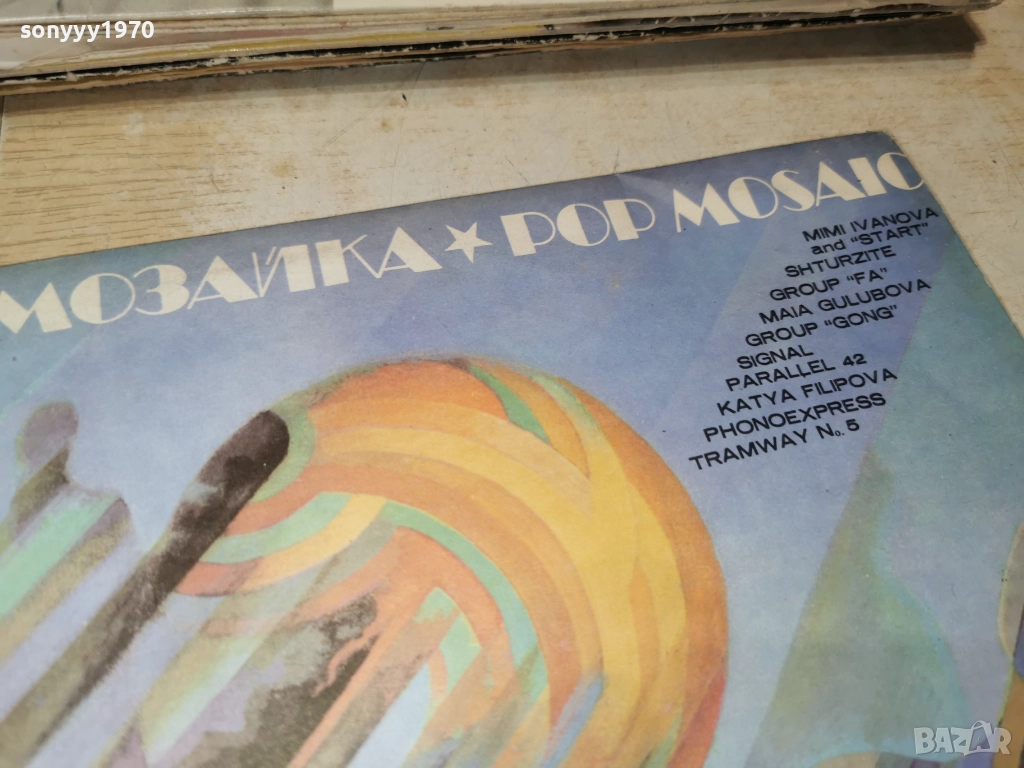 sonyyy1970
МОЗАЙКА ★ POP MOSAIC
MIMI IVANOVA
and "START"
SHTURZITE
GROUP "FA"
MAIA GULUBOVA
GROUP "GONG"
SIGNAL
PARALLEL 42
KATYA FILIPOVA
PHONOEXPRESS
TRAMWAY No. 5
BAZAR